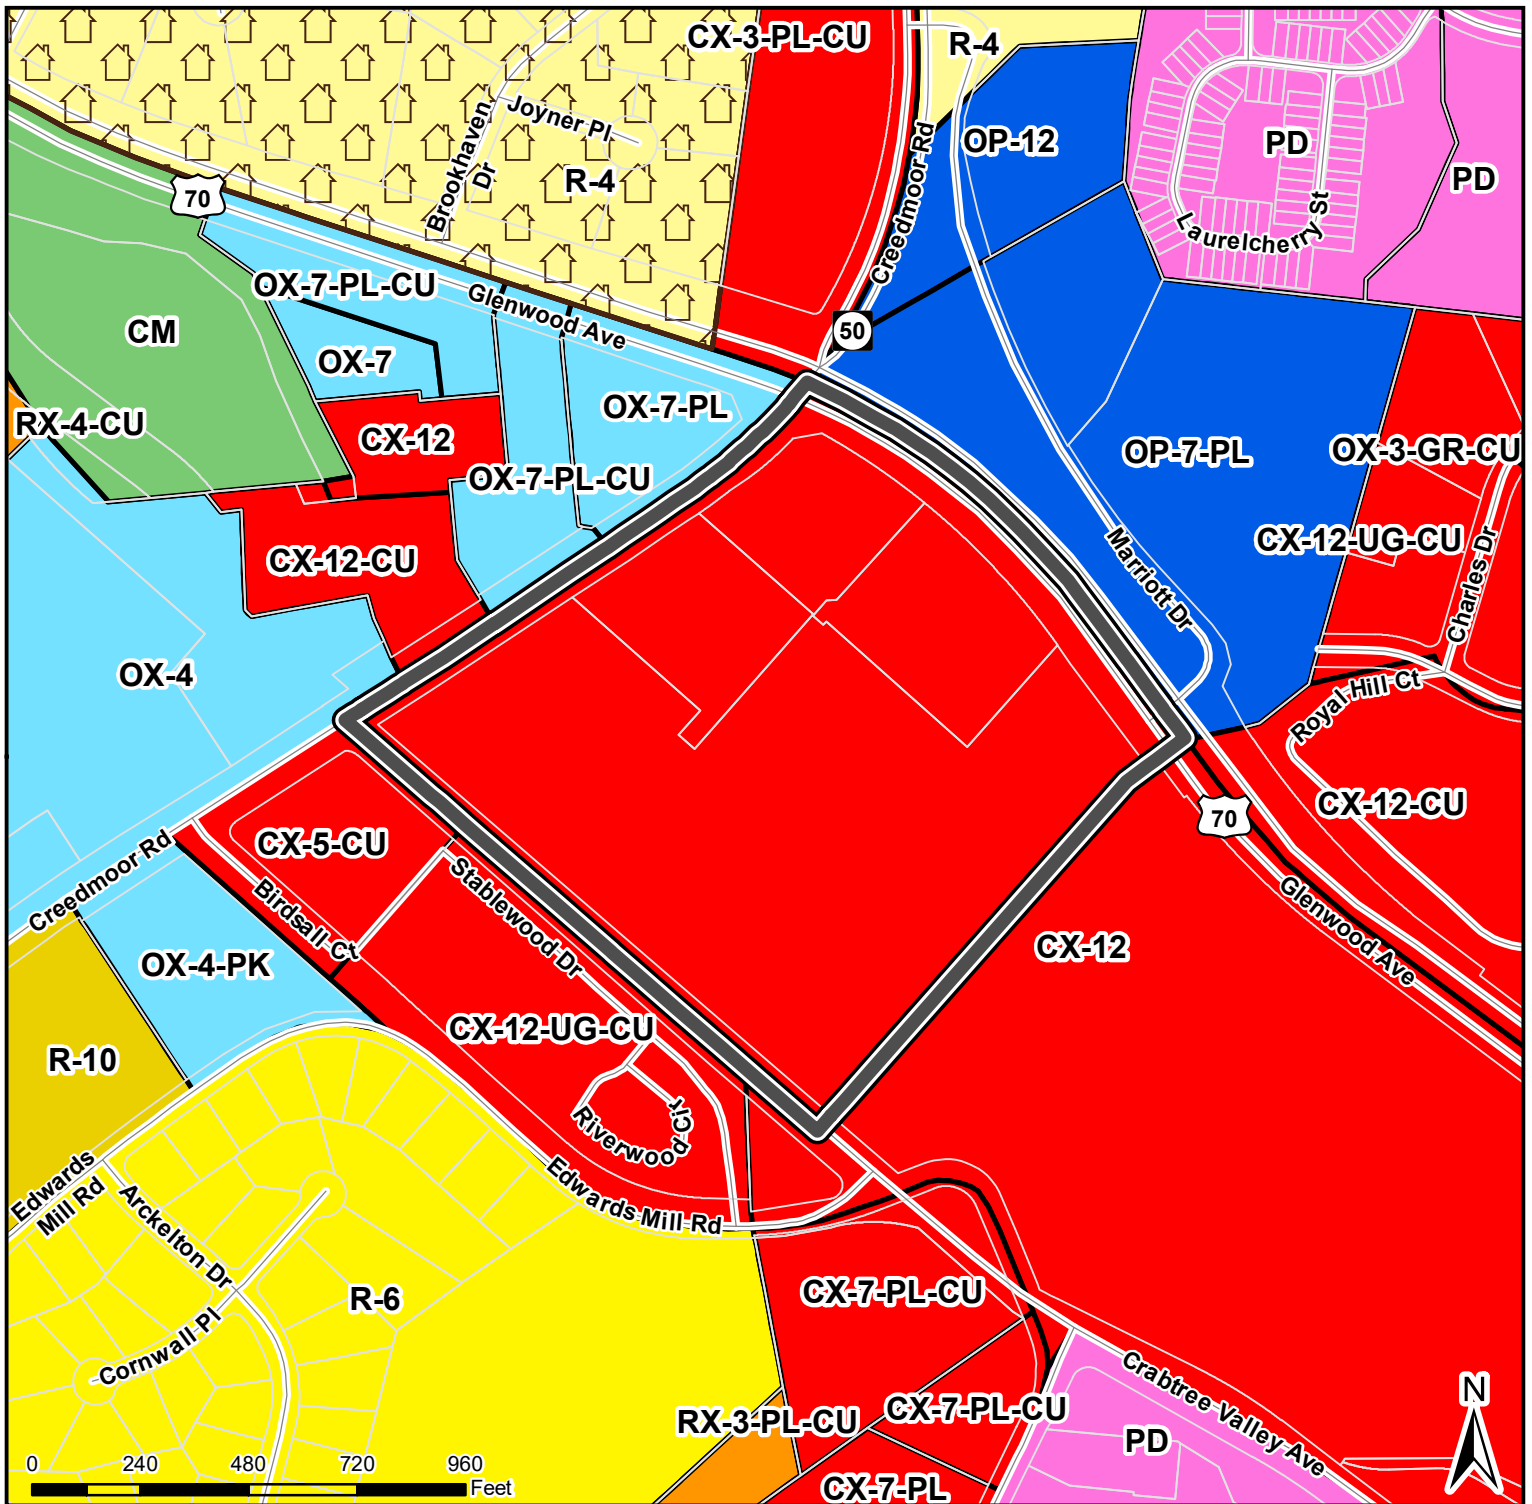 CX-3-PL-CU
R-4
Joyner Pl
Brookhaven
Dr
R-4
Creedmoor Rd
OP-12
PD
PD
Laurelcherry St
70
OX-7-PL-CU
Glenwood Ave
CM
OX-7
50
RX-4-CU
CX-12
OX-7-PL
OX-7-PL-CU
OP-7-PL
OX-3-GR-CU
CX-12-UG-CU
Charles Dr
CX-12-CU
Marriott Dr
OX-4
Royal Hill Ct
CX-12-CU
70
CX-5-CU
Creedmoor Rd
Birdsall Ct
Stablewood Dr
Glenwood Ave
CX-12
OX-4-PK
CX-12-UG-CU
R-10
Riverwood Cir
Edwards
Mill Rd
Edwards Mill Rd
Arckelton Dr
R-6
Cornwall Pl
CX-7-PL-CU
Crabtree Valley Ave
CX-7-PL-CU
RX-3-PL-CU
PD
CX-7-PL
N
0 240 480 720 960
Feet